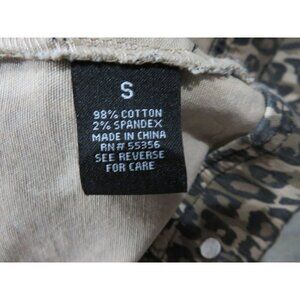 S
98% COTTON
2% SPANDEX
MADE IN CHINA
RN# 55356
SEE REVERSE
FOR CARE